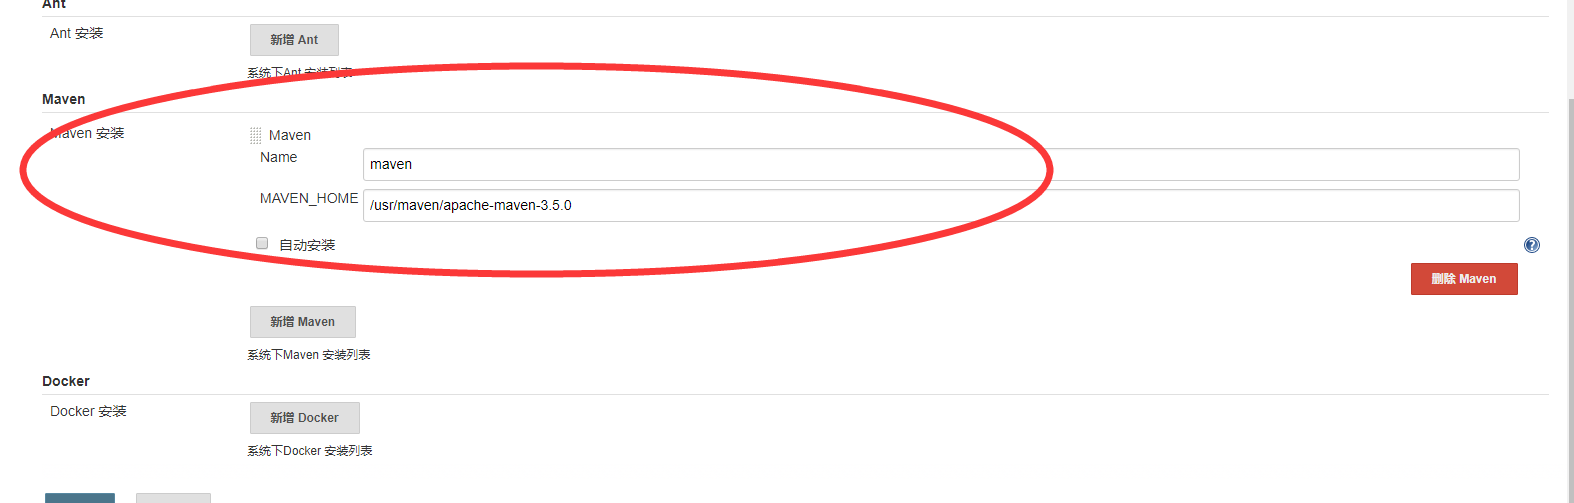 Ant
Ant 安装
新增 Ant
系统下Ant 安装列表
Maven
Maven 安装
Maven
Name
maven
MAVEN_HOME
/usr/maven/apache-maven-3.5.0
自动安装
?
删除 Maven
新增 Maven
系统下Maven 安装列表
Docker
Docker 安装
新增 Docker
系统下Docker 安装列表